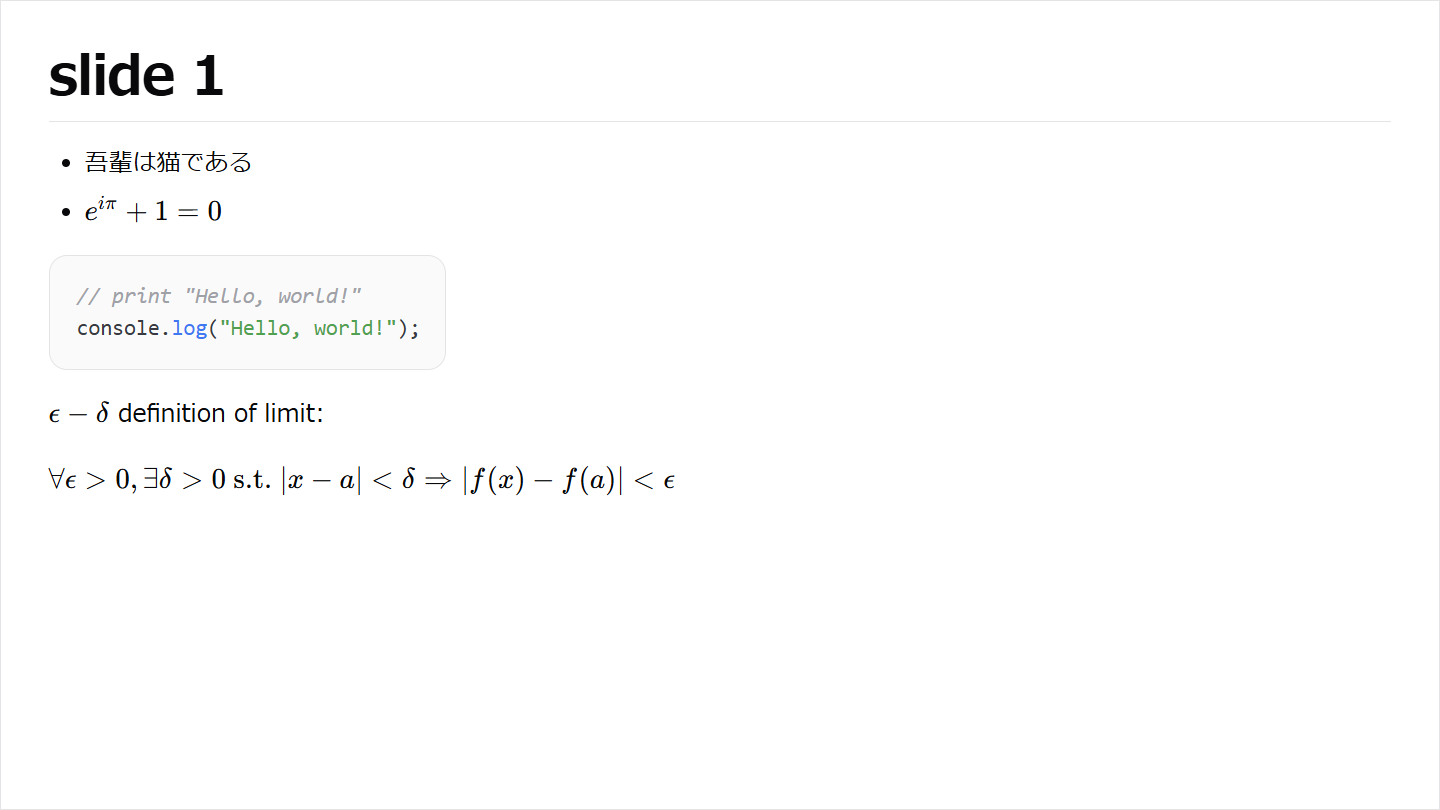 slide 1
• 吾輩は猫である
• $e^{i\pi} + 1 = 0$
// print "Hello, world!"
console.log("Hello, world!");
$\epsilon - \delta$ definition of limit:
$\forall \epsilon > 0, \exists \delta > 0 \text{ s.t. } |x - a| < \delta \Rightarrow |f(x) - f(a)| < \epsilon$